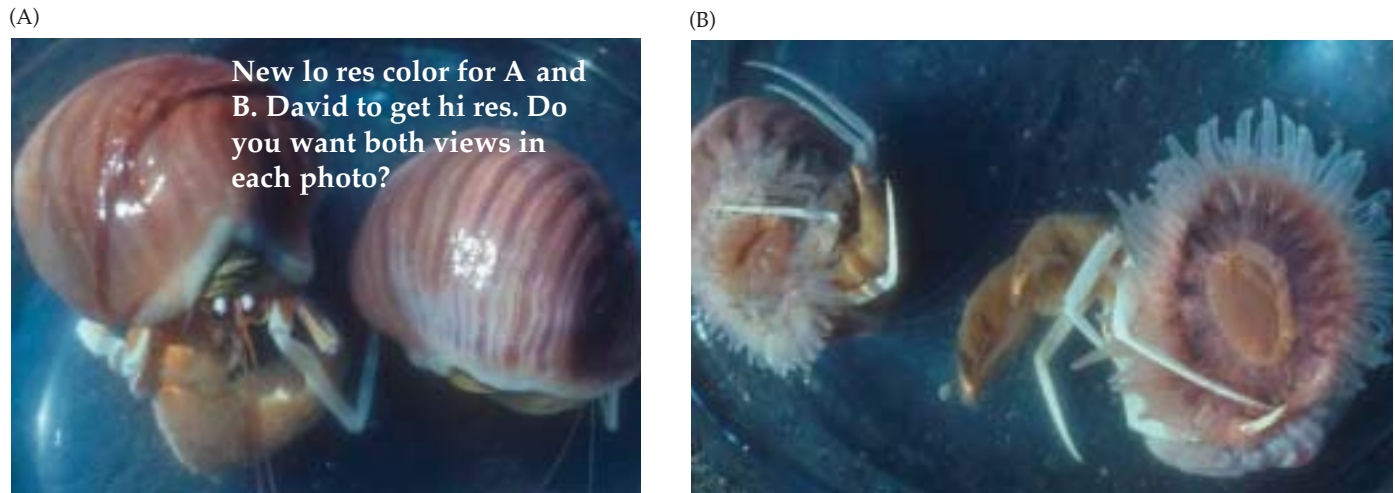 (A)
(B)
New lo res color for A and
B. David to get hi res. Do
you want both views in
each photo?